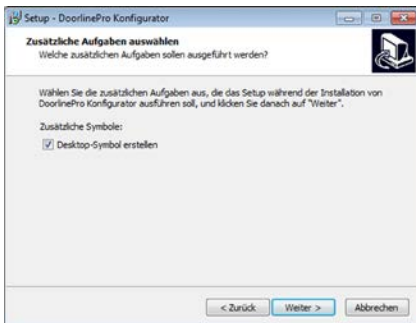 Setup - DoorlinePro Konfigurator
Zusätzliche Aufgaben auswählen
Welche zusätzlichen Aufgaben sollen ausgeführt werden?
Wählen Sie die zusätzlichen Aufgaben aus, die das Setup während der Installation von
DoorlinePro Konfigurator ausführen soll, und klicken Sie danach auf "Weiter".
Zusätzliche Symbole:
Desktop-Symbol erstellen
< Zurück Weiter > Abbrechen